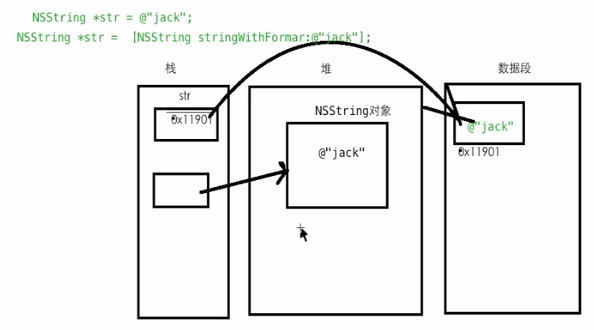 NSString *str = @"jack";
NSString *str = [NSString stringWithFormar:@"jack"];
栈 堆 数据段
str
0x11901
NSString对象
@"jack"
@"jack"
0x11901